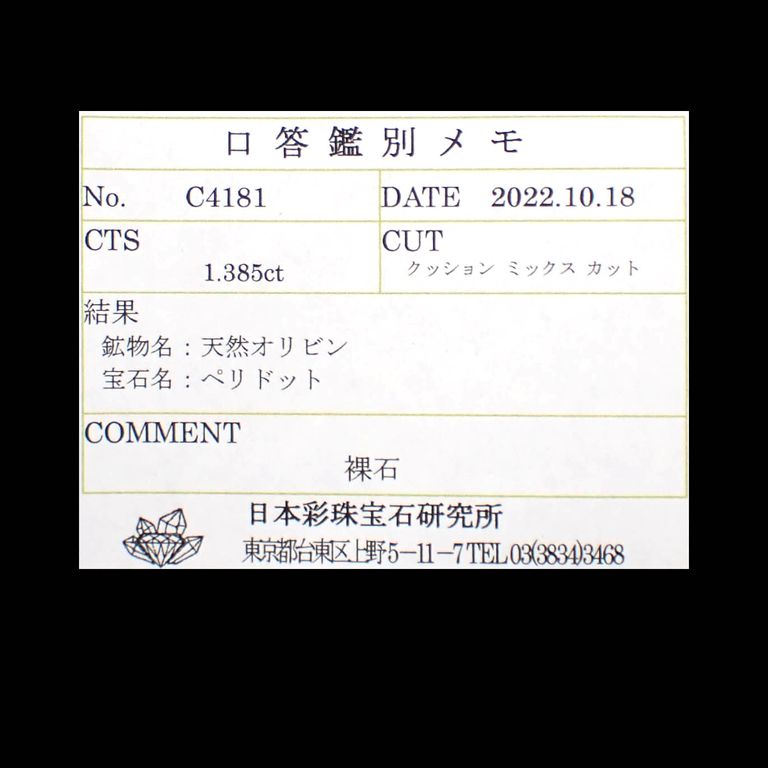 口答鑑別メモ
No. C4181 DATE 2022.10.18
CTS CUT
1.385ct クッション ミックス カット
結果
鉱物名：天然オリビン
宝石名：ペリドット
COMMENT
裸石
日本彩珠宝石研究所
東京都台東区上野5－11－7 TEL 03(3834)3468